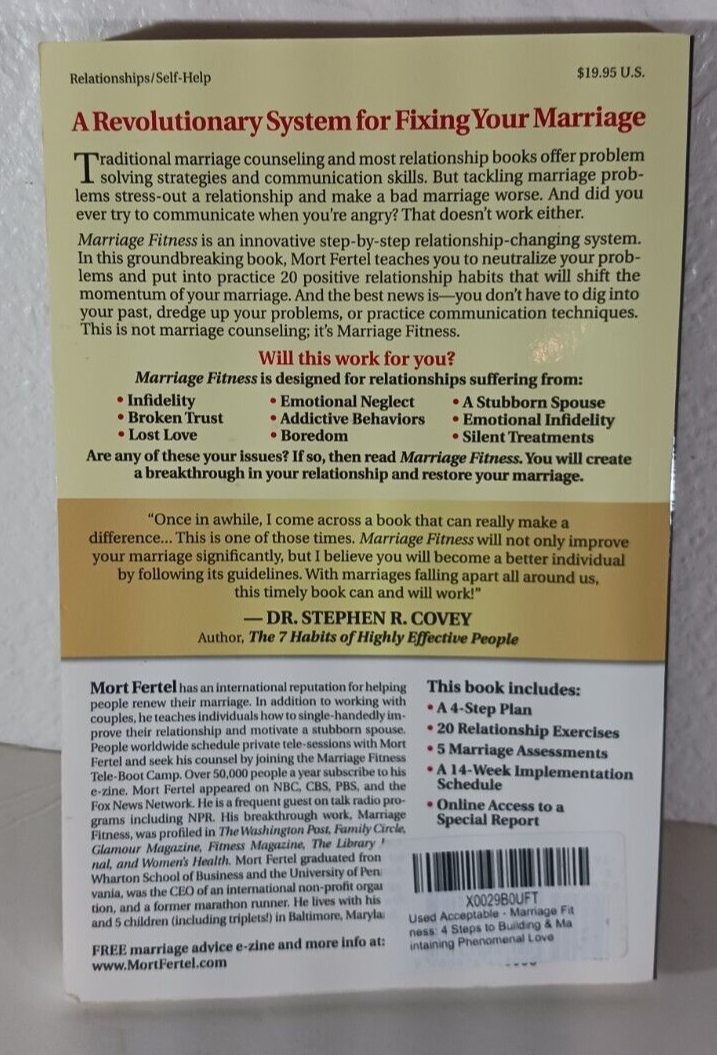 Relationships/Self-Help
$19.95 U.S.
A Revolutionary System for Fixing Your Marriage
Traditional marriage counseling and most relationship books offer problem
solving strategies and communication skills. But tackling marriage prob-
lems stress-out a relationship and make a bad marriage worse. And did you
ever try to communicate when you're angry? That doesn't work either.
Marriage Fitness is an innovative step-by-step relationship-changing system.
In this groundbreaking book, Mort Fertel teaches you to neutralize your prob-
lems and put into practice 20 positive relationship habits that will shift the
momentum of your marriage. And the best news is—you don't have to dig into
your past, dredge up your problems, or practice communication techniques.
This is not marriage counseling; it's Marriage Fitness.
Will this work for you?
Marriage Fitness is designed for relationships suffering from:
• Infidelity
• Broken Trust
• Lost Love
• Emotional Neglect
• Addictive Behaviors
• Boredom
• A Stubborn Spouse
• Emotional Infidelity
• Silent Treatments
Are any of these your issues? If so, then read Marriage Fitness. You will create
a breakthrough in your relationship and restore your marriage.
"Once in awhile, I come across a book that can really make a
difference... This is one of those times. Marriage Fitness will not only improve
your marriage significantly, but I believe you will become a better individual
by following its guidelines. With marriages falling apart all around us,
this timely book can and will work!"
— DR. STEPHEN R. COVEY
Author, The 7 Habits of Highly Effective People
Mort Fertel has an international reputation for helping
people renew their marriage. In addition to working with
couples, he teaches individuals how to single-handedly im-
prove their relationship and motivate a stubborn spouse.
People worldwide schedule private tele-sessions with Mort
Fertel and seek his counsel by joining the Marriage Fitness
Tele-Boot Camp. Over 50,000 people a year subscribe to his
e-zine. Mort Fertel appeared on NBC, CBS, PBS, and the
Fox News Network. He is a frequent guest on talk radio pro-
grams including NPR. His breakthrough work, Marriage
Fitness, was profiled in The Washington Post, Family Circle,
Glamour Magazine, Fitness Magazine, The Library
nal, and Women's Health. Mort Fertel graduated from
Wharton School of Business and the University of Pen
vania, was the CEO of an international non-profit orga
tion, and a former marathon runner. He lives with his
and 5 children (including triplets!) in Baltimore, Maryla
FREE marriage advice e-zine and more info at:
www.MortFertel.com
This book includes:
• A 4-Step Plan
• 20 Relationship Exercises
• 5 Marriage Assessments
• A 14-Week Implementation
Schedule
• Online Access to a
Special Report
X0029B0UFT
Used Acceptable - Marriage Fit
ness: 4 Steps to Building & Ma
intaining Phenomenal Love